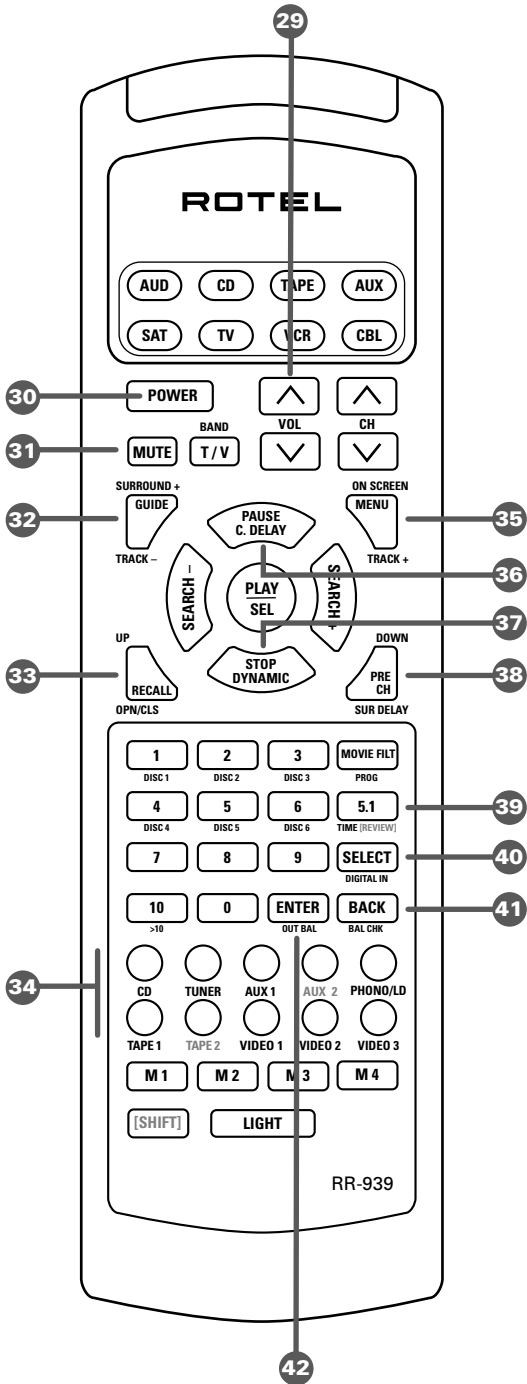 29
ROTEL
AUD CD TAPE AUX
SAT TV VCR CBL
30 POWER
BAND VOL CH
31 MUTE T / V
SURROUND + ON SCREEN
32 GUIDE PAUSE MENU 35
C. DELAY
TRACK – TRACK +
36
SEARCH – PLAY SEARCH +
SEL
37
UP STOP DOWN
DYNAMIC
33 RECALL PRE 38
CH
OPN/CLS SUR DELAY
1 2 3 MOVIE FILT
DISC 1 DISC 2 DISC 3 PROG
4 5 6 5.1 39
DISC 4 DISC 5 DISC 6 TIME [REVIEW]
7 8 9 SELECT 40
DIGITAL IN
10 0 ENTER BACK 41
>10 OUT BAL BAL CHK
34
CD TUNER AUX 1 AUX 2 PHONO/LD
TAPE 1 TAPE 2 VIDEO 1 VIDEO 2 VIDEO 3
M 1 M 2 M 3 M 4
[SHIFT] LIGHT
RR-939
42